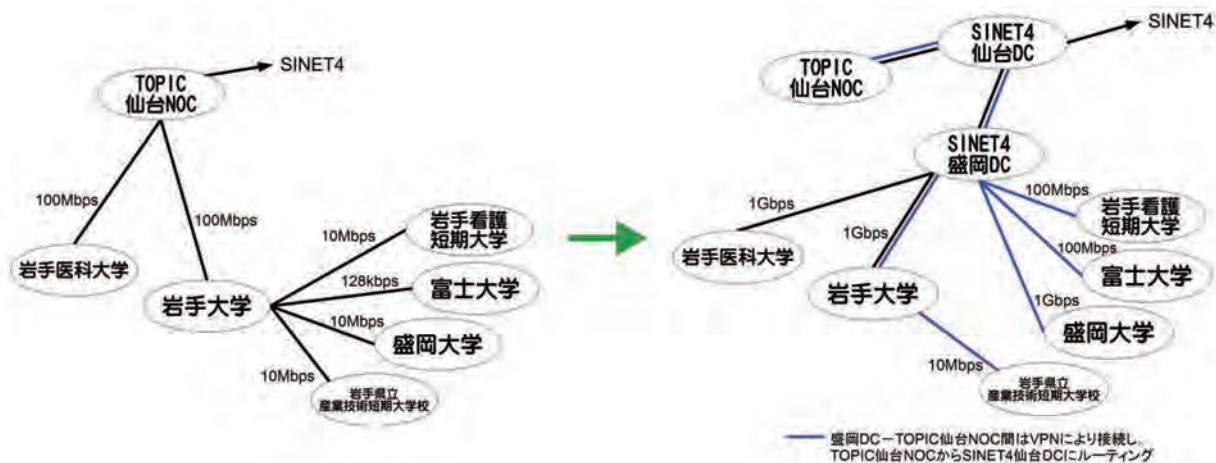 SINET4
TOPIC
仙台NOC
100Mbps
100Mbps
岩手医科大学
岩手大学
10Mbps
128kbps
10Mbps
10Mbps
岩手看護
短期大学
富士大学
盛岡大学
岩手県立
産業技術短期大学校
SINET4
SINET4
仙台DC
TOPIC
仙台NOC
SINET4
盛岡DC
1Gbps
1Gbps
100Mbps
100Mbps
1Gbps
岩手医科大学
岩手大学
岩手看護
短期大学
富士大学
盛岡大学
10Mbps
岩手県立
産業技術短期大学校
盛岡DC－TOPIC仙台NOC間はVPNにより接続し、
TOPIC仙台NOCからSINET4仙台DCにルーティング